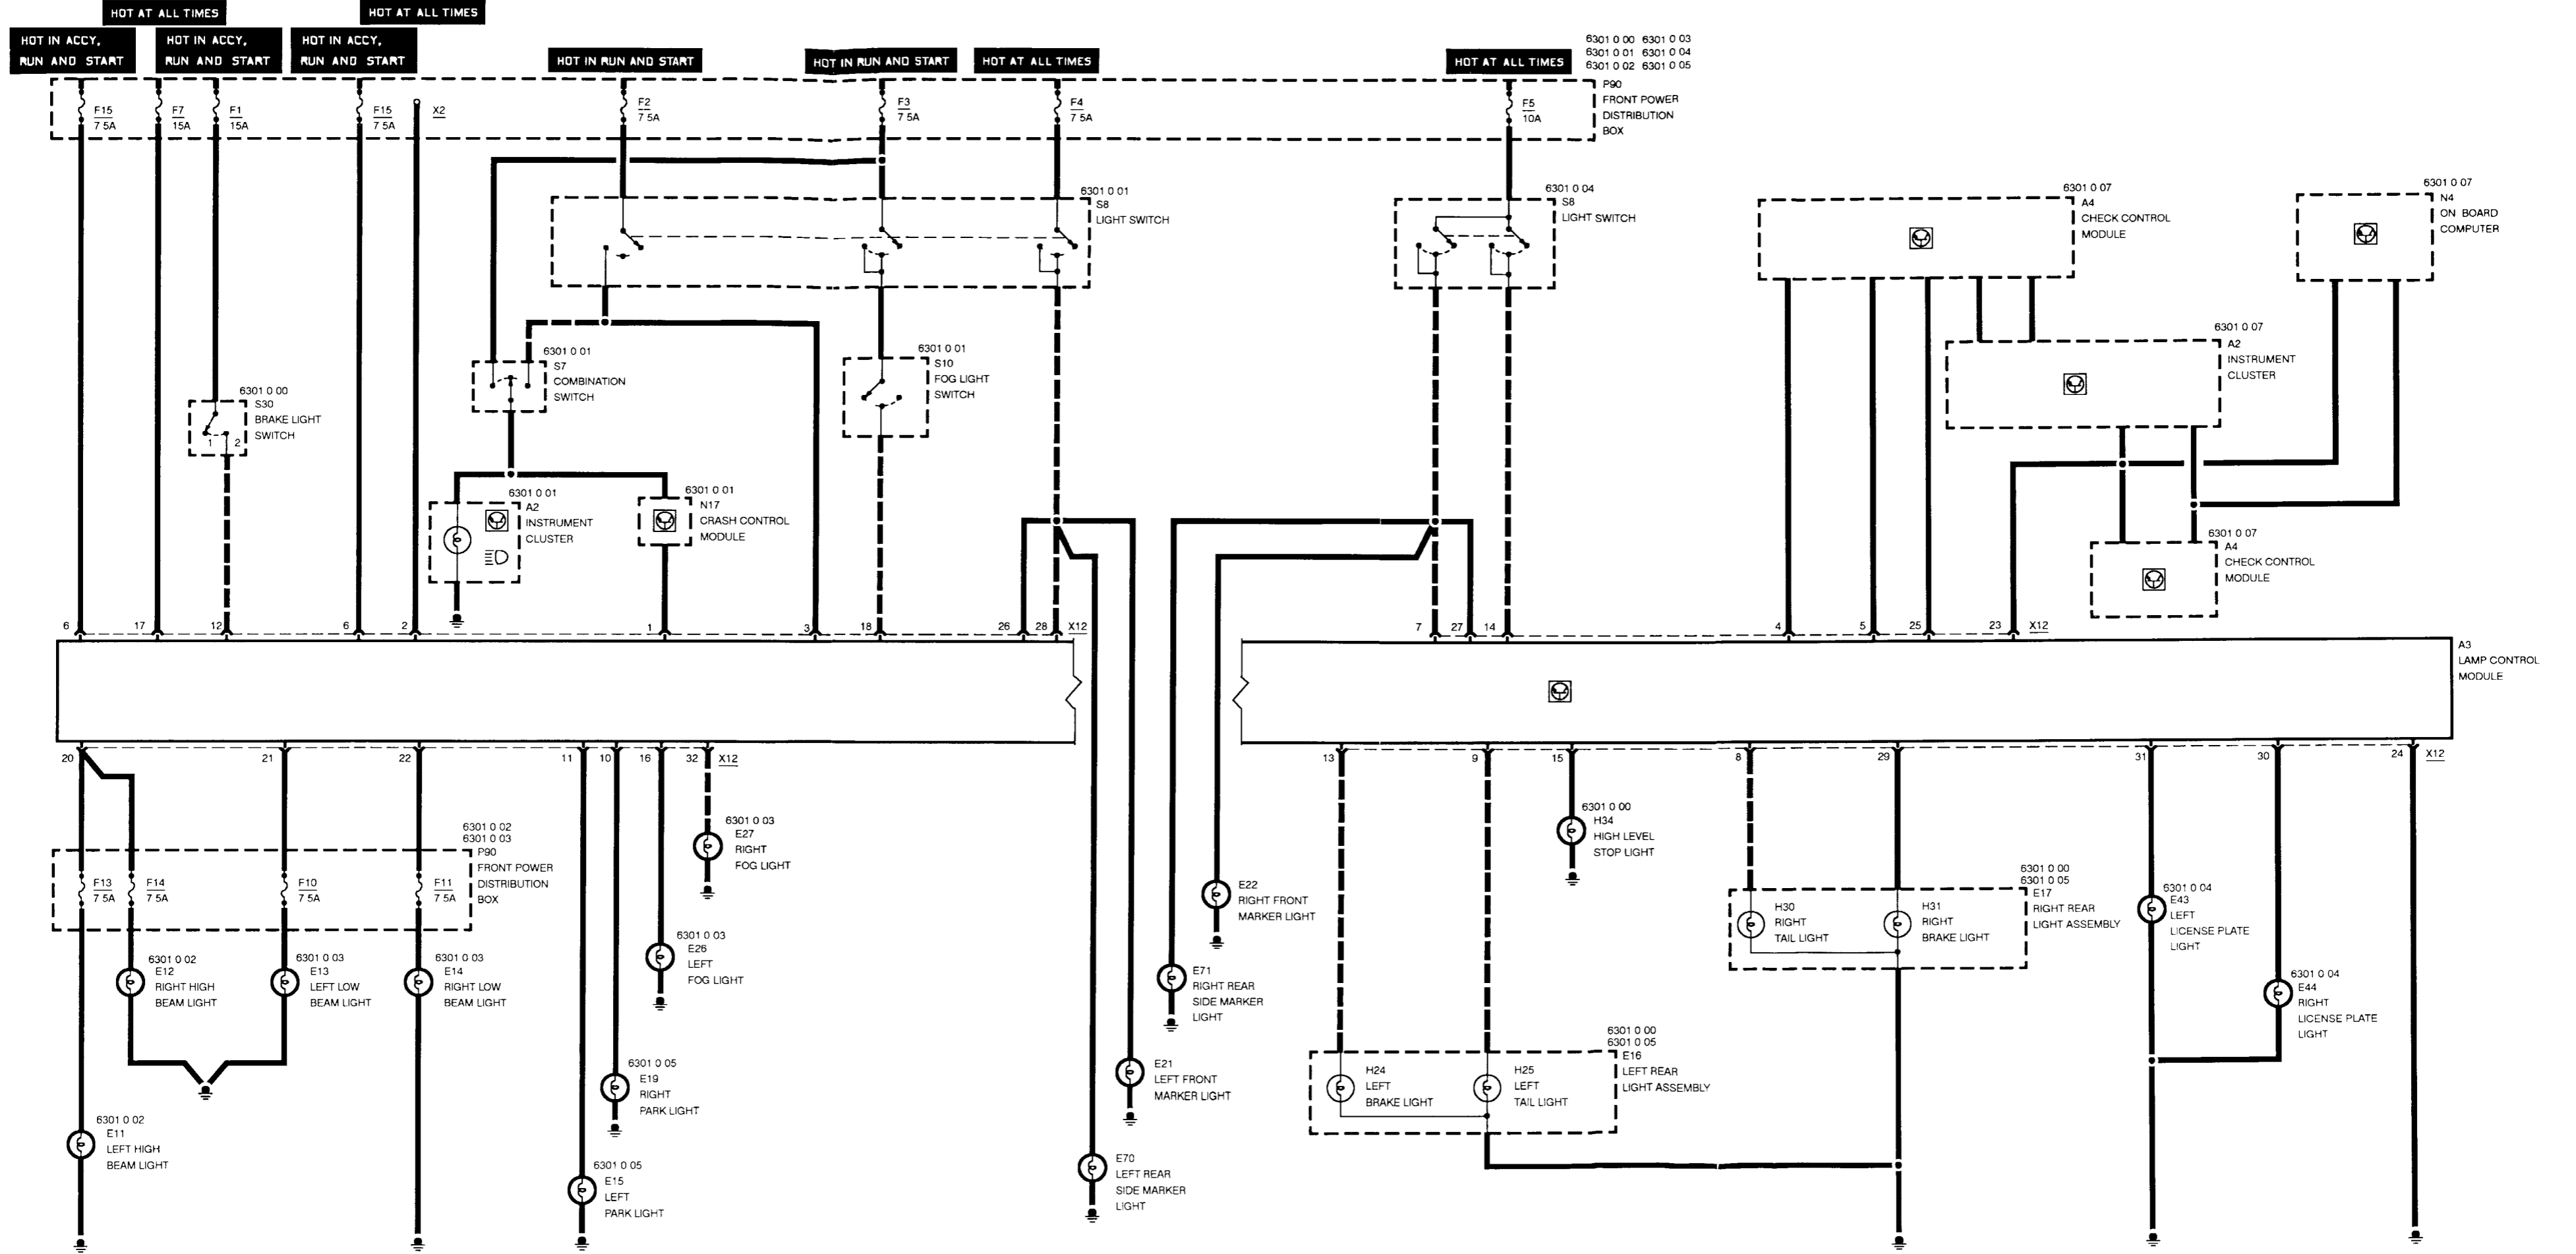 HOT AT ALL TIMES
HOT AT ALL TIMES
HOT IN ACCY,
RUN AND START
HOT IN ACCY,
RUN AND START
HOT IN ACCY,
RUN AND START
HOT IN RUN AND START
HOT IN RUN AND START
HOT AT ALL TIMES
HOT AT ALL TIMES
6301 0 00 6301 0 03
6301 0 01 6301 0 04
6301 0 02 6301 0 05
F15
7 5A
F7
15A
F1
15A
F15
7 5A
X2
F2
7 5A
F3
7 5A
F4
7 5A
F5
10A
P90
FRONT POWER
DISTRIBUTION
BOX
6301 0 01
S8
LIGHT SWITCH
6301 0 04
S8
LIGHT SWITCH
6301 0 07
A4
CHECK CONTROL
MODULE
6301 0 07
N4
ON BOARD
COMPUTER
6301 0 07
A2
INSTRUMENT
CLUSTER
6301 0 01
S7
COMBINATION
SWITCH
6301 0 01
S10
FOG LIGHT
SWITCH
6301 0 00
S30
BRAKE LIGHT
SWITCH
1
2
6301 0 01
A2
INSTRUMENT
CLUSTER
6301 0 01
N17
CRASH CONTROL
MODULE
6301 0 07
A4
CHECK CONTROL
MODULE
6
17
12
6
2
1
3
18
26
28
X12
7
27
14
4
5
25
23
X12
A3
LAMP CONTROL
MODULE
20
21
22
11
10
16
32
X12
13
9
15
8
29
31
30
24
X12
6301 0 02
6301 0 03
P90
FRONT POWER
DISTRIBUTION
BOX
F13
7 5A
F14
7 5A
F10
7 5A
F11
7 5A
6301 0 03
E27
RIGHT
FOG LIGHT
6301 0 00
H34
HIGH LEVEL
STOP LIGHT
E22
RIGHT FRONT
MARKER LIGHT
6301 0 00
6301 0 05
E17
RIGHT REAR
LIGHT ASSEMBLY
H30
RIGHT
TAIL LIGHT
H31
RIGHT
BRAKE LIGHT
6301 0 04
E43
LEFT
LICENSE PLATE
LIGHT
6301 0 02
E12
RIGHT HIGH
BEAM LIGHT
6301 0 03
E13
LEFT LOW
BEAM LIGHT
6301 0 03
E14
RIGHT LOW
BEAM LIGHT
6301 0 03
E26
LEFT
FOG LIGHT
E71
RIGHT REAR
SIDE MARKER
LIGHT
6301 0 04
E44
RIGHT
LICENSE PLATE
LIGHT
6301 0 05
E19
RIGHT
PARK LIGHT
E21
LEFT FRONT
MARKER LIGHT
6301 0 00
6301 0 05
E16
LEFT REAR
LIGHT ASSEMBLY
H24
LEFT
BRAKE LIGHT
H25
LEFT
TAIL LIGHT
6301 0 02
E11
LEFT HIGH
BEAM LIGHT
6301 0 05
E15
LEFT
PARK LIGHT
E70
LEFT REAR
SIDE MARKER
LIGHT